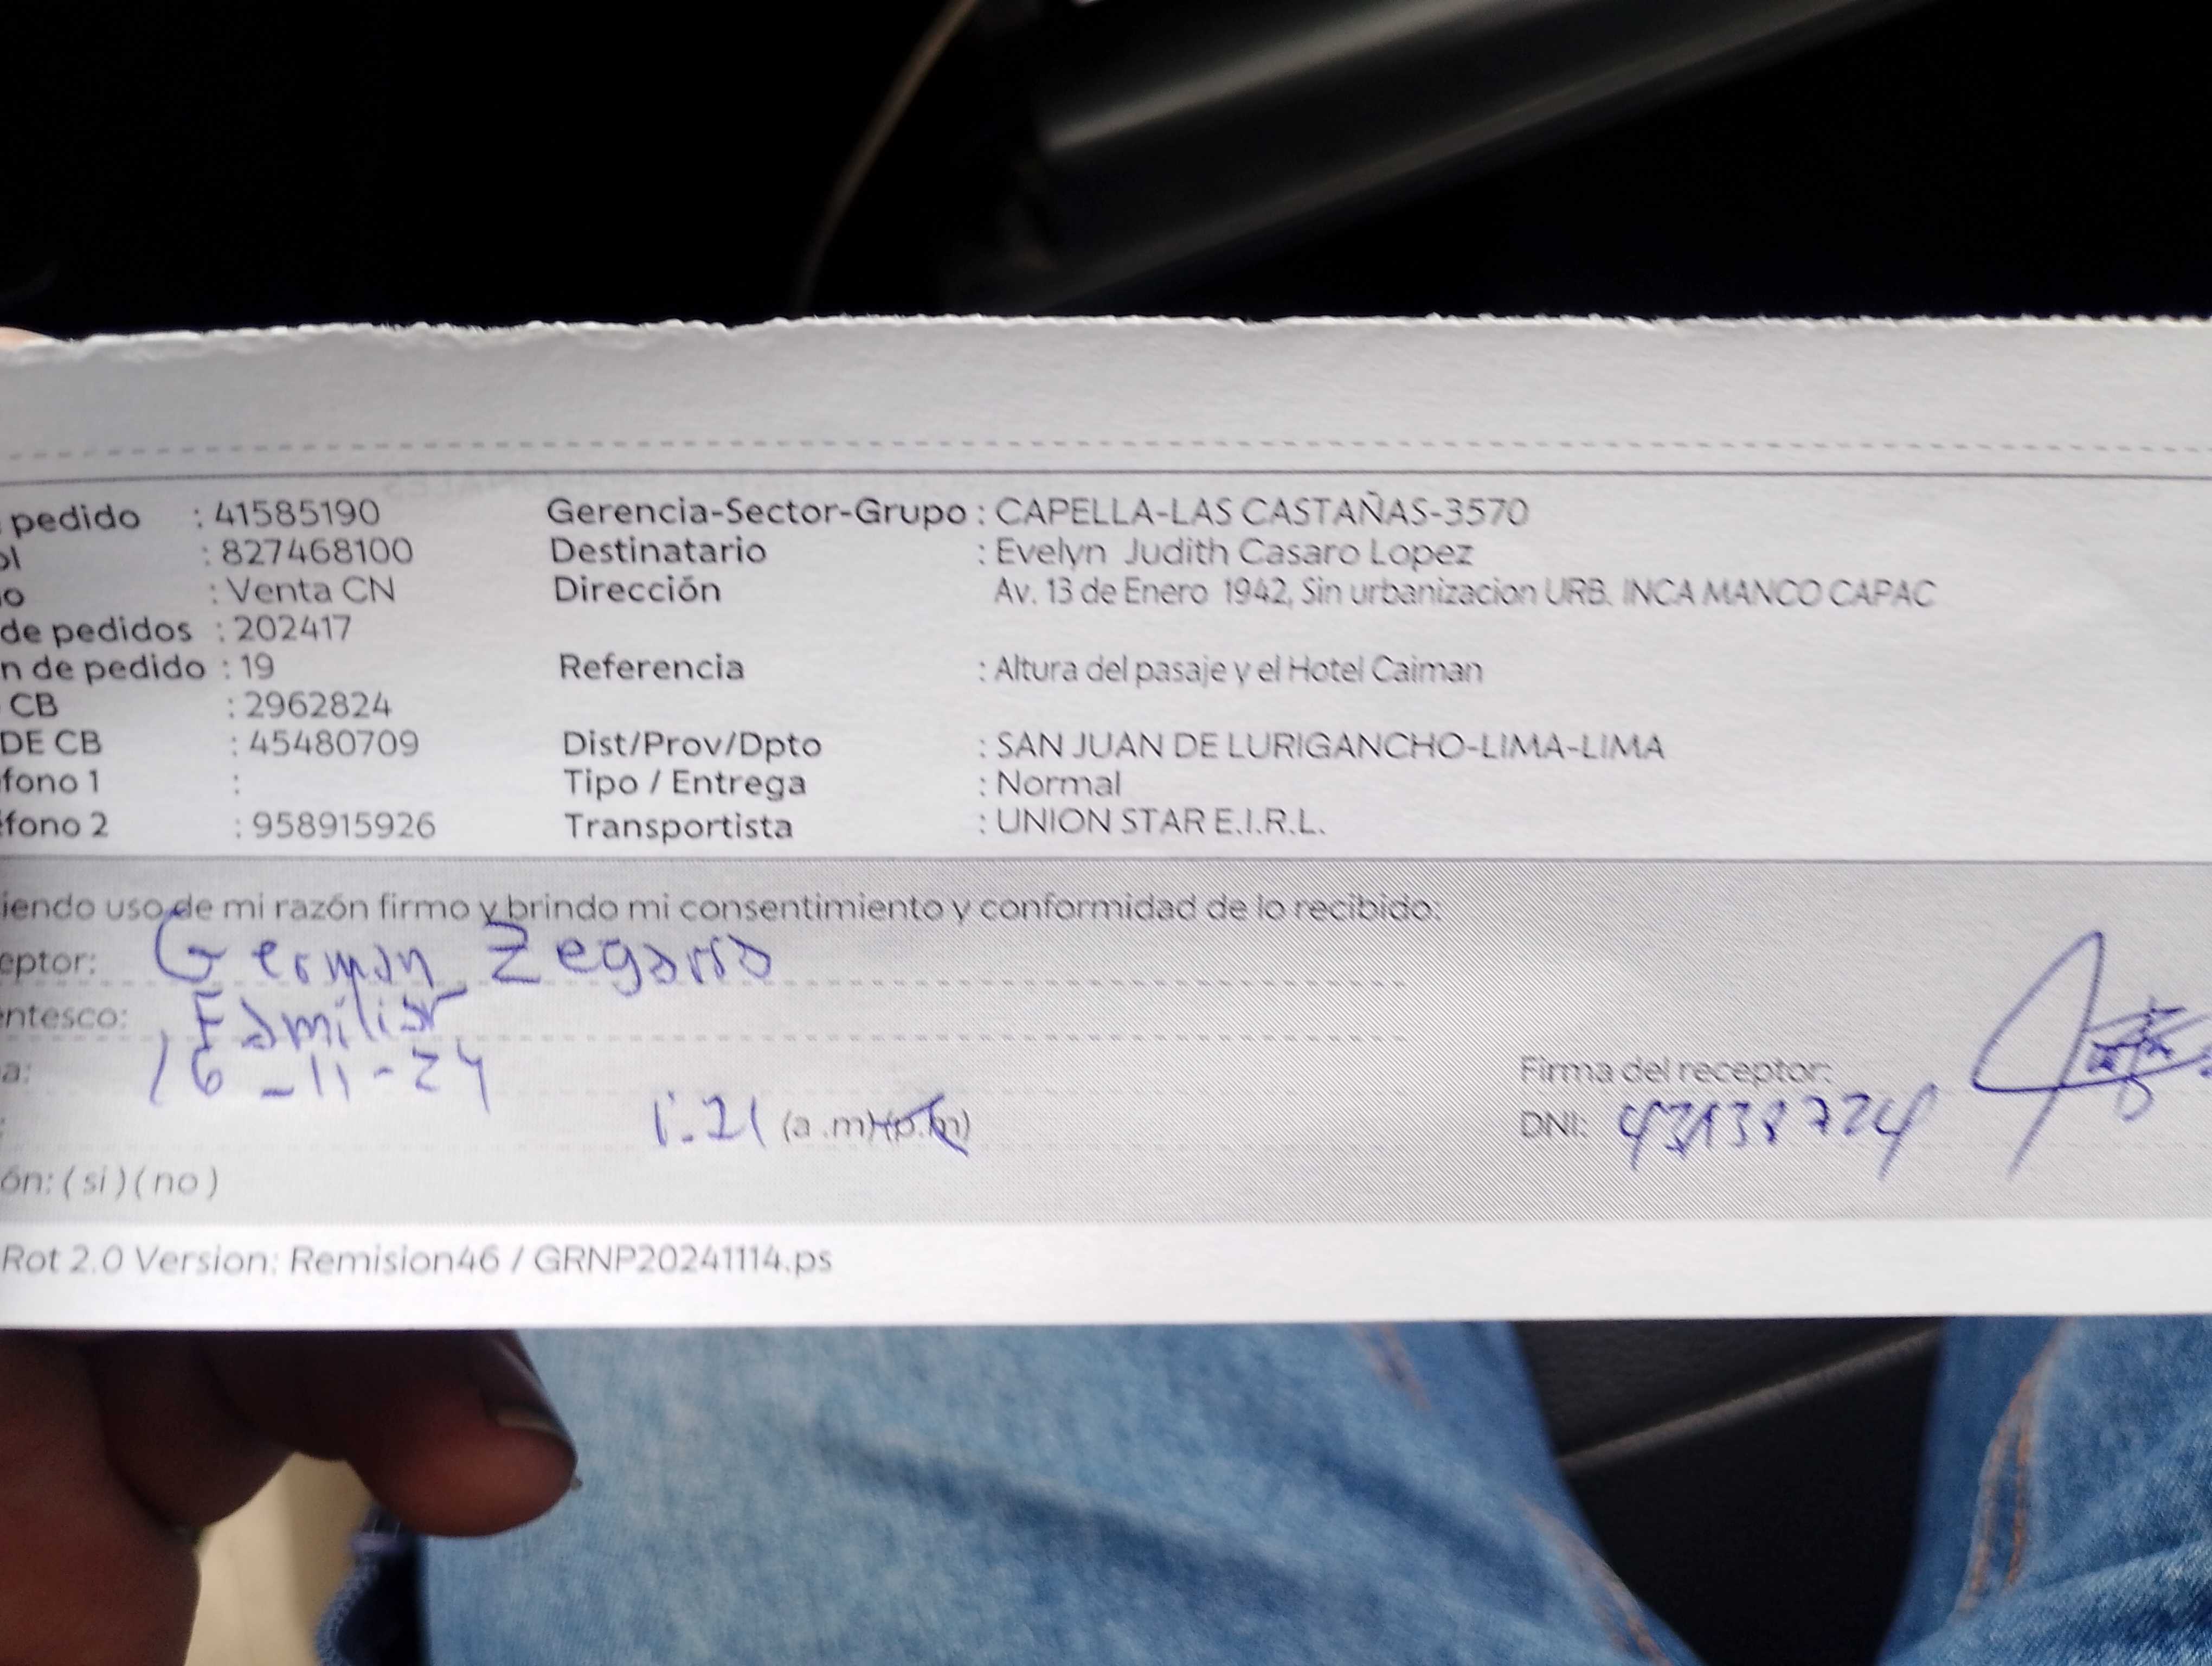 pedido : 41585190 Gerencia-Sector-Grupo : CAPELLA-LAS CASTAÑAS-3570
ol : 827468100 Destinatario : Evelyn Judith Casaro Lopez
o : Venta CN Dirección Av. 13 de Enero 1942, Sin urbanizacion URB. INCA MANCO CAPAC
de pedidos : 202417
n de pedido : 19 Referencia : Altura del pasaje y el Hotel Caiman
CB : 2962824
DE CB : 45480709 Dist/Prov/Dpto : SAN JUAN DE LURIGANCHO-LIMA-LIMA
fono 1 : Tipo / Entrega : Normal
éfono 2 : 958915926 Transportista : UNION STAR E.I.R.L.
iendo uso de mi razón firmo y brindo mi consentimiento y conformidad de lo recibido:
eptor: German Zegarra
entesco: Familiar
a: 16-11-24 Firma del receptor:
1:21 (a .m) (p.m) DNI:
ón: ( si ) ( no )
Rot 2.0 Version: Remision46 / GRNP20241114.ps